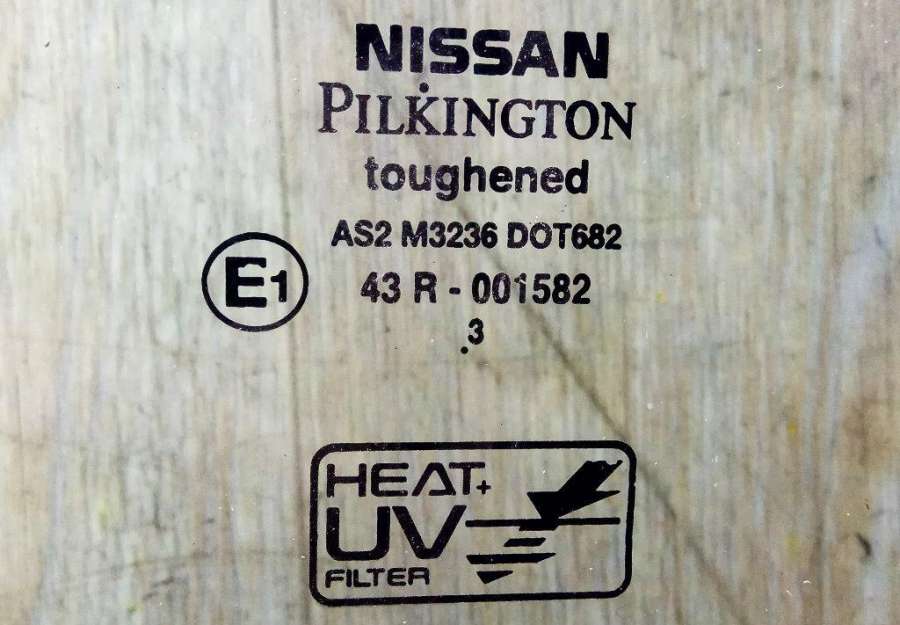 NISSAN
PILKINGTON
toughened
AS2 M3236 DOT682
E1
43 R - 001582
.3
HEAT+
UV
FILTER